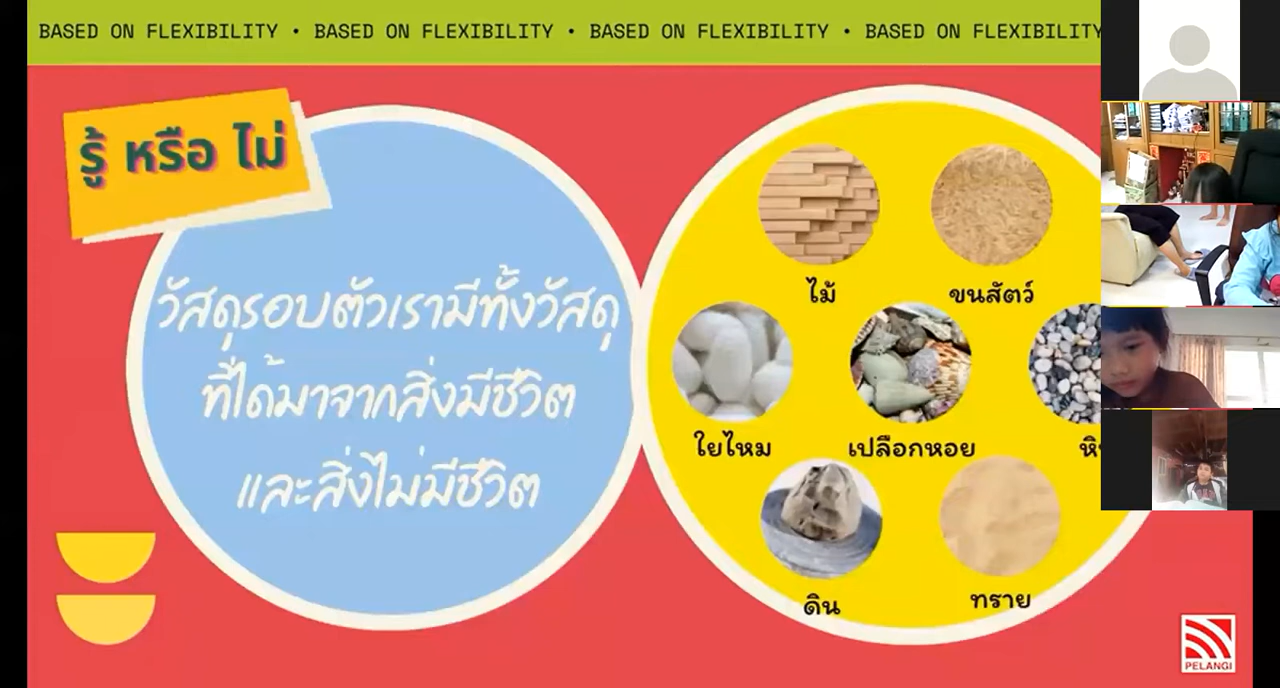 BASED ON FLEXIBILITY • BASED ON FLEXIBILITY • BASED ON FLEXIBILITY • BASED ON FLEXIBILITY
รู้ หรือ ไม่
วัสดุรอบตัวเรามีทั้งวัสดุ
ที่ได้มาจากสิ่งมีชีวิต
และสิ่งไม่มีชีวิต
ไม้
ขนสัตว์
ใยไหม
เปลือกหอย
ดิน
ทราย
PELANGI